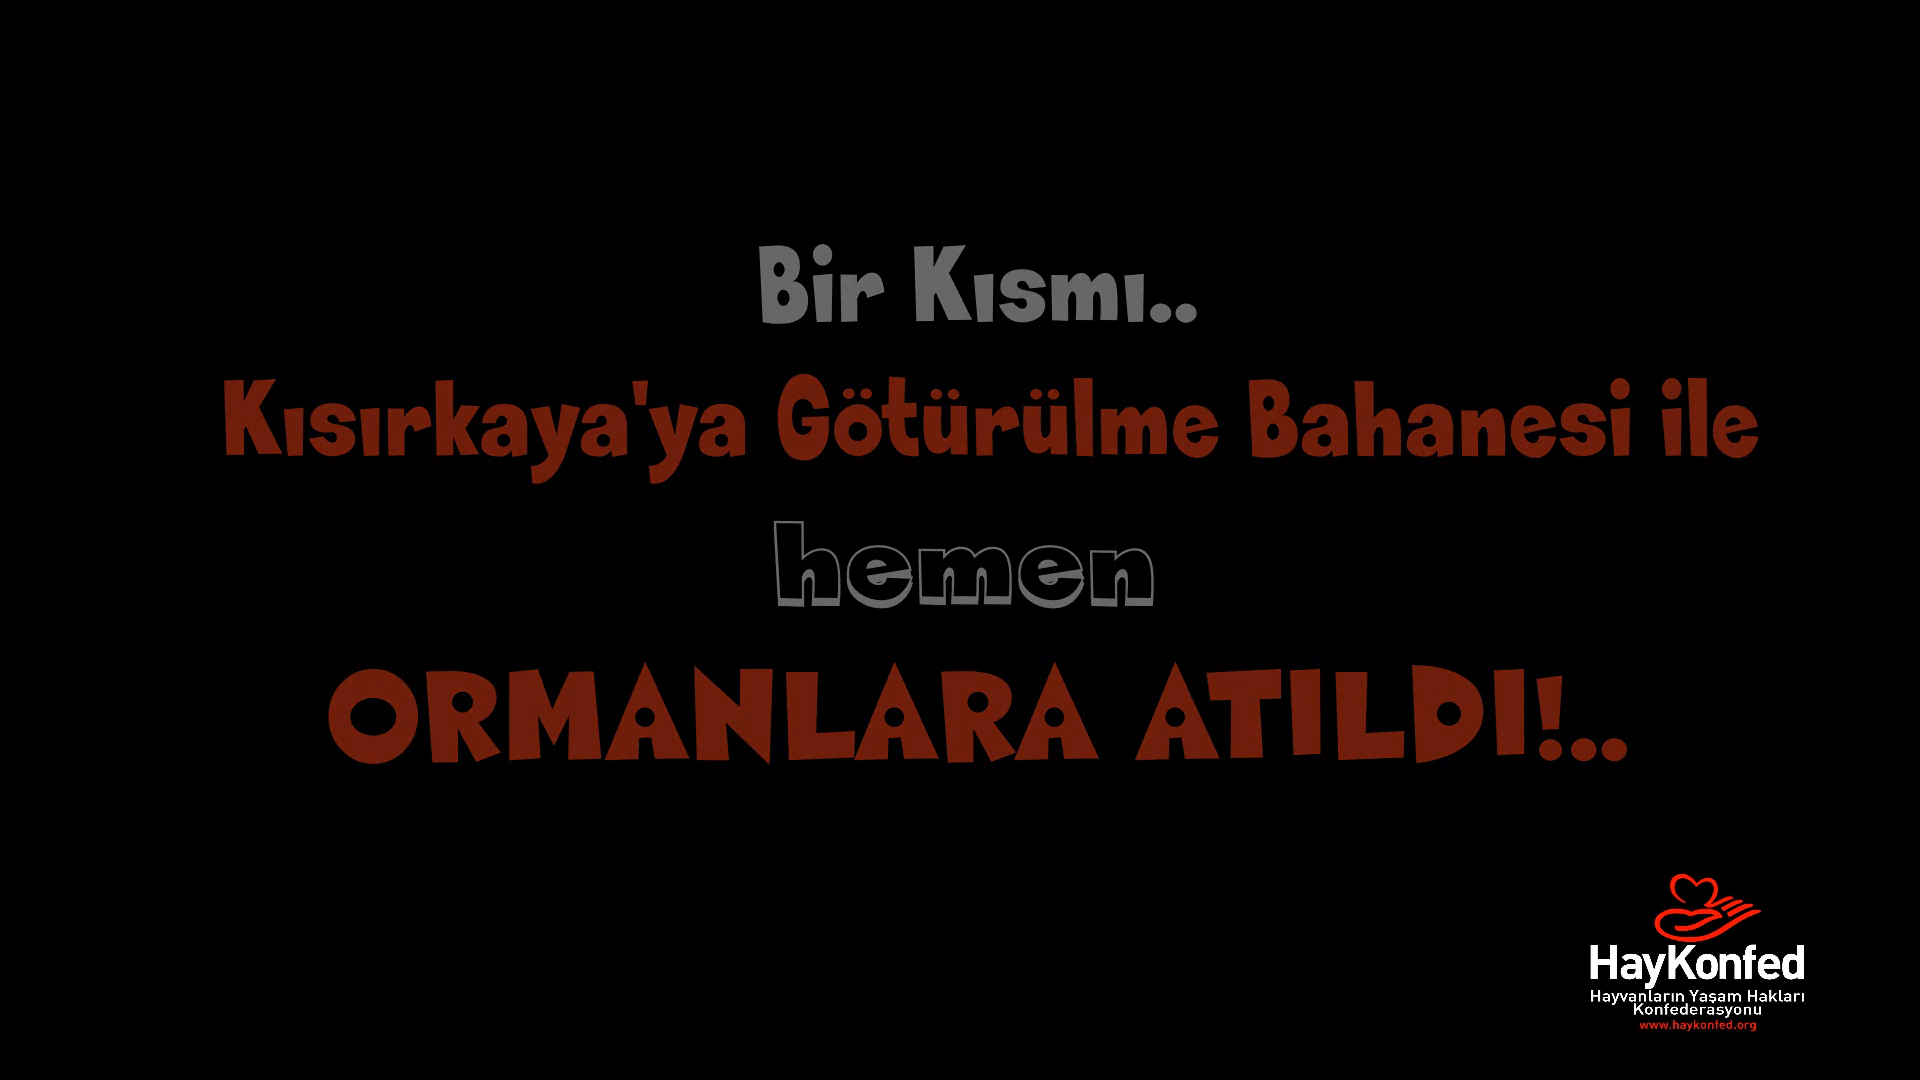 Bir Kısmı..
Kısırkaya'ya Götürülme Bahanesi ile
hemen
ORMANLARA ATILDI!...
HayKonfed
Hayvanların Yaşam Hakları
Konfederasyonu
www.haykonfed.org